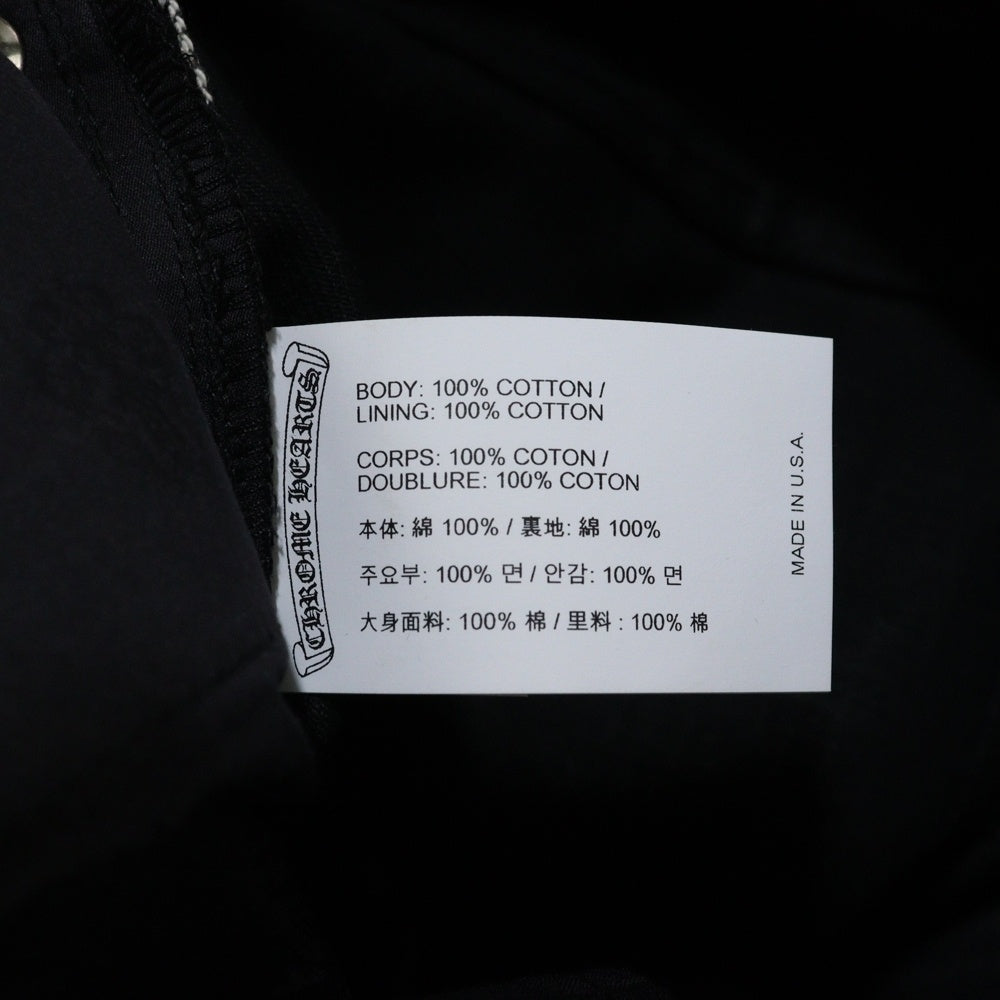 CHROME HEARTS
BODY: 100% COTTON /
LINING: 100% COTTON
CORPS: 100% COTON /
DOUBLURE: 100% COTON
本体: 綿 100% / 裏地: 綿 100%
주요부: 100% 면 / 안감: 100% 면
大身面料: 100% 棉 / 里料 : 100% 棉
MADE IN U.S.A.